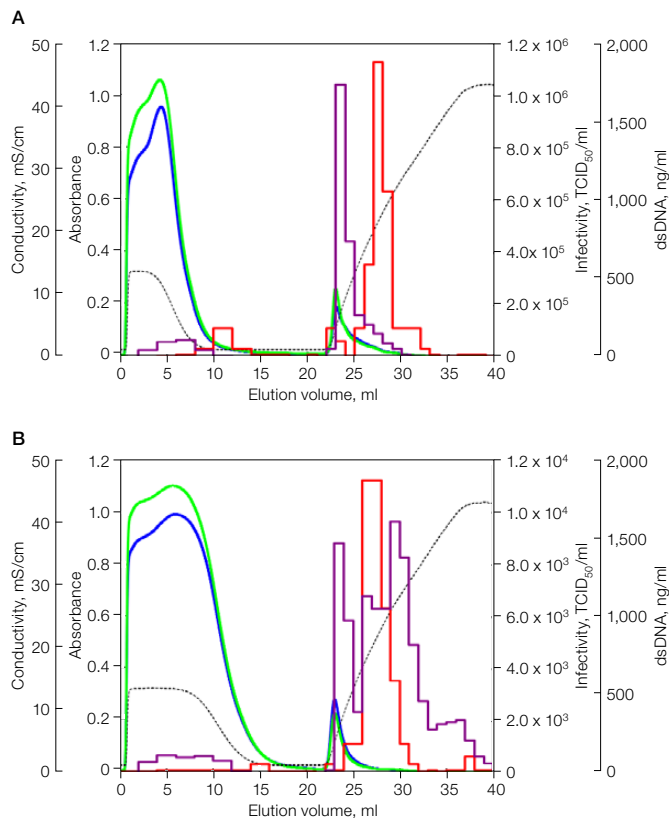 A
Conductivity, mS/cm
50
40
30
20
10
0
Absorbance
1.2
1.0
0.8
0.6
0.4
0.2
0
0 5 10 15 20 25 30 35 40
Elution volume, ml
1.2 x 10⁶
1.0 x 10⁶
8.0 x 10⁵
6.0 x 10⁵
4.0 x 10⁵
2.0 x 10⁵
0
Infectivity, TCID₅₀/ml
2,000
1,500
1,000
500
0
dsDNA, ng/ml
B
Conductivity, mS/cm
50
40
30
20
10
0
Absorbance
1.2
1.0
0.8
0.6
0.4
0.2
0
0 5 10 15 20 25 30 35 40
Elution volume, ml
1.2 x 10⁴
1.0 x 10⁴
8.0 x 10³
6.0 x 10³
4.0 x 10³
2.0 x 10³
0
Infectivity, TCID₅₀/ml
2,000
1,500
1,000
500
0
dsDNA, ng/ml